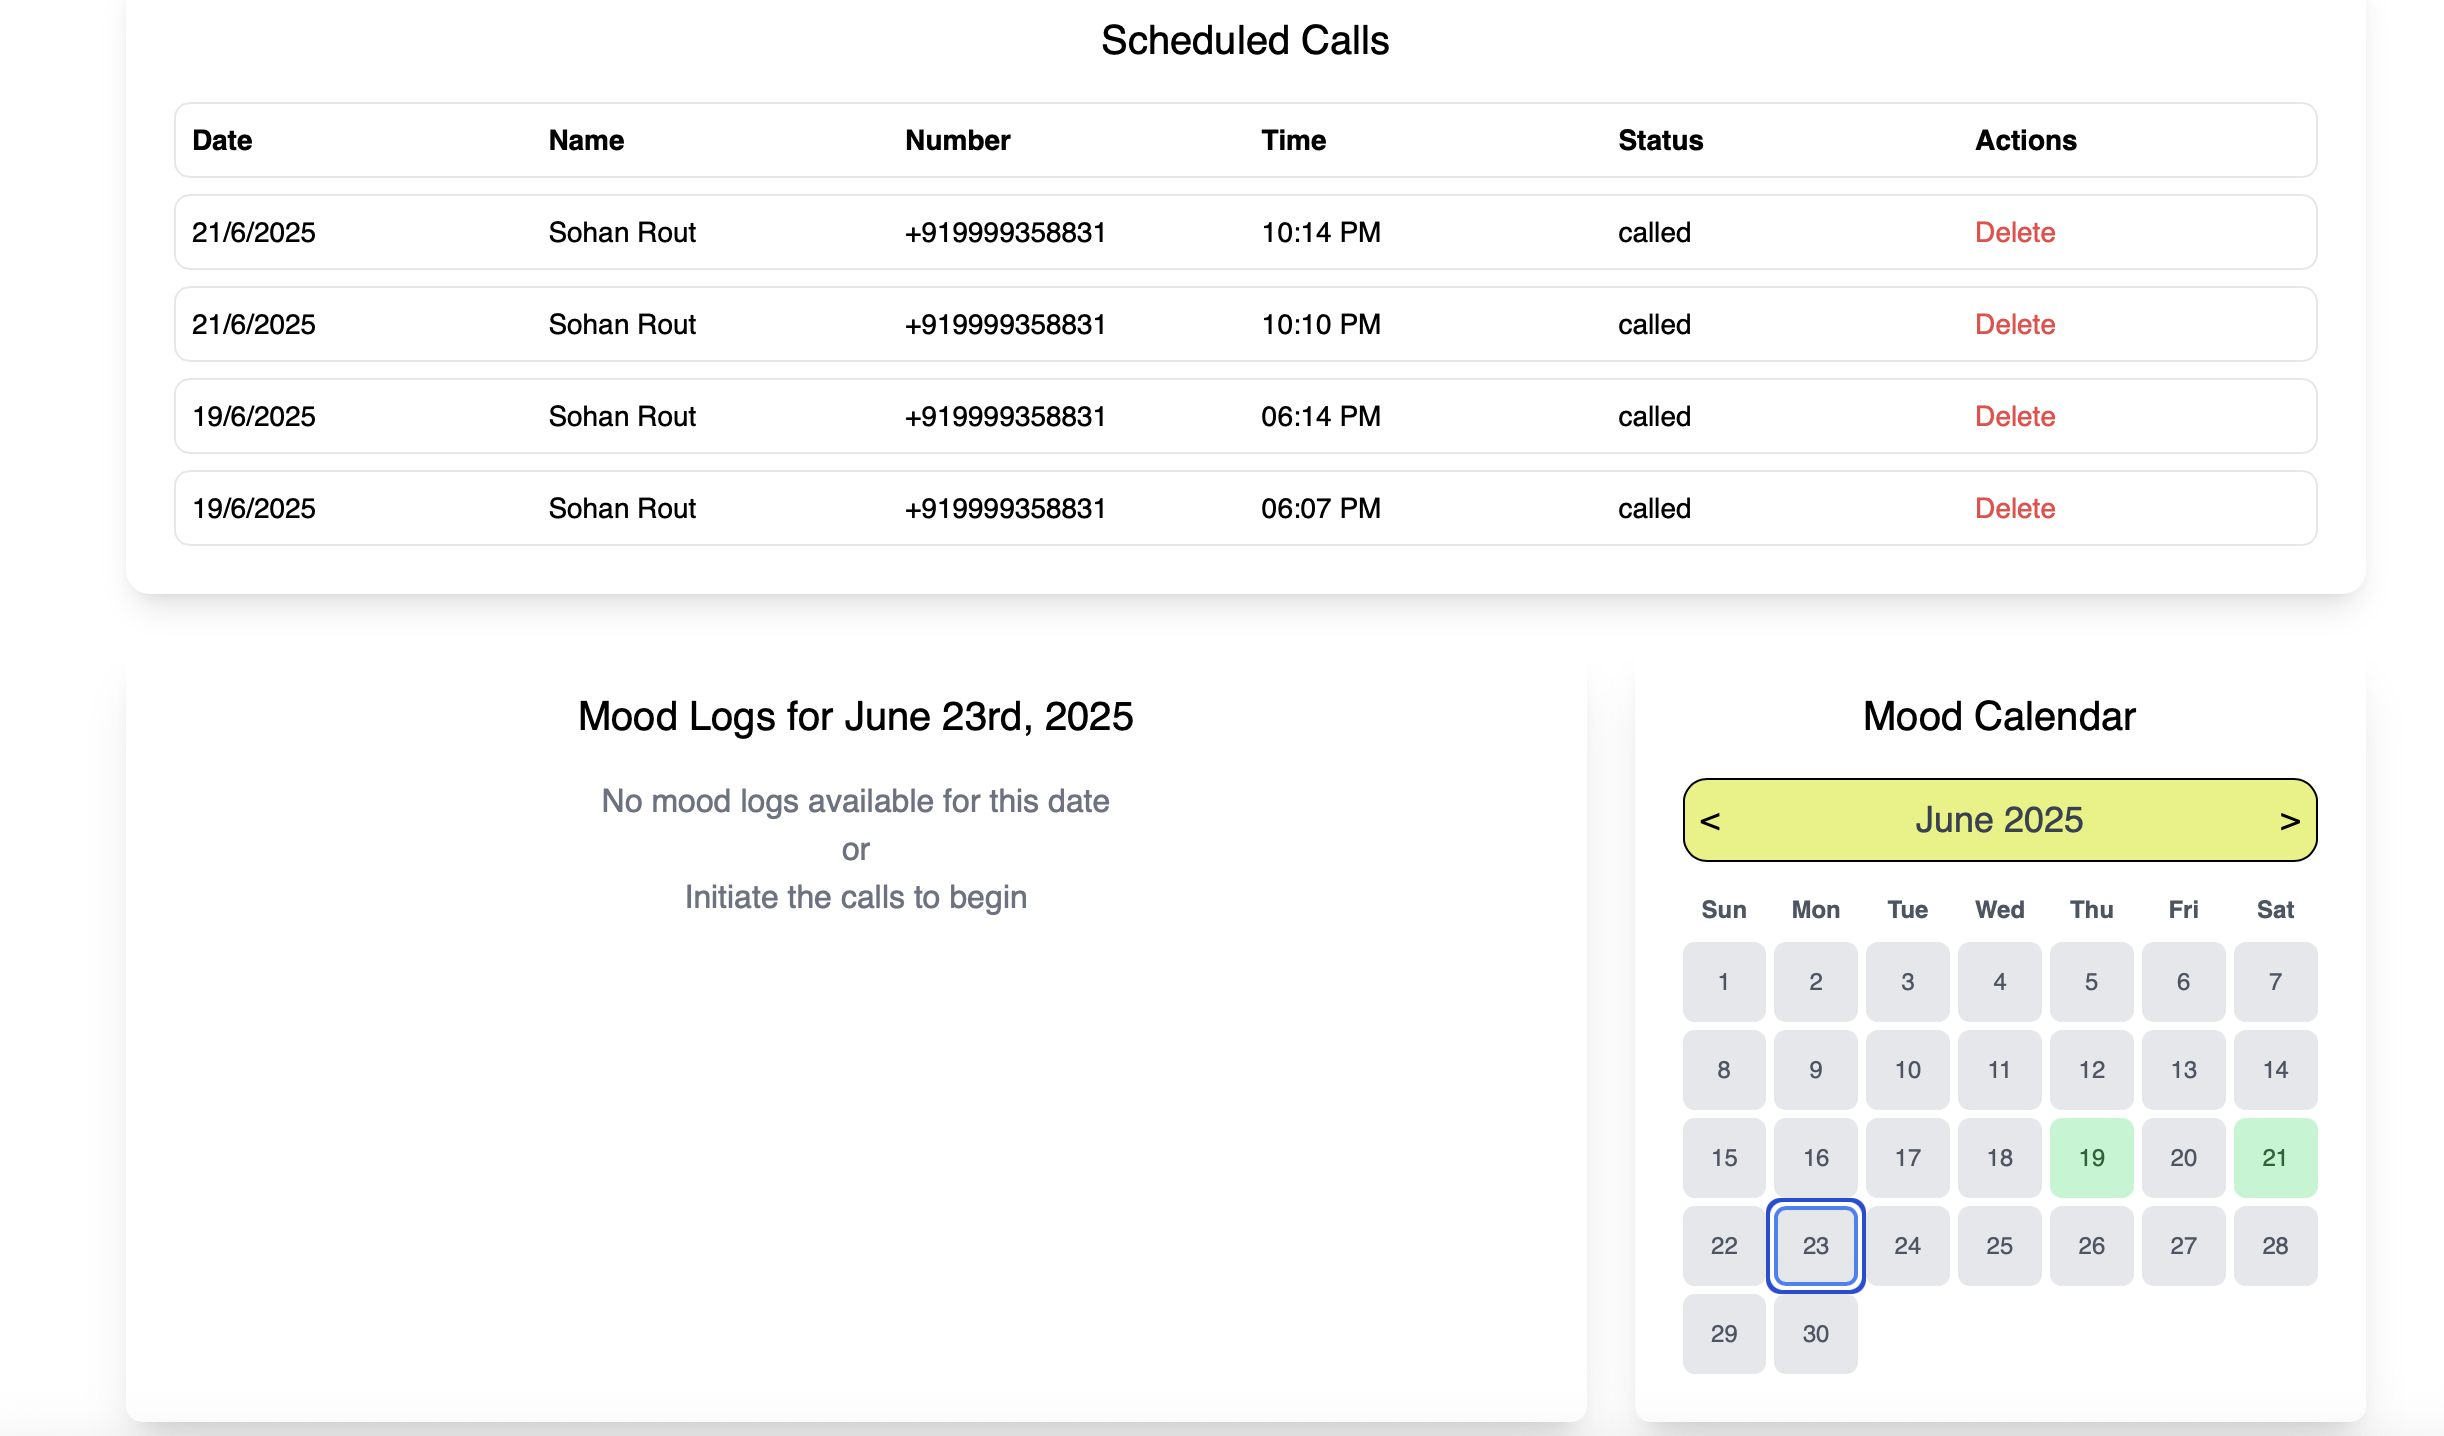 Scheduled Calls
Date Name Number Time Status Actions
21/6/2025 Sohan Rout +919999358831 10:14 PM called Delete
21/6/2025 Sohan Rout +919999358831 10:10 PM called Delete
19/6/2025 Sohan Rout +919999358831 06:14 PM called Delete
19/6/2025 Sohan Rout +919999358831 06:07 PM called Delete
Mood Logs for June 23rd, 2025
No mood logs available for this date
or
Initiate the calls to begin
Mood Calendar
< June 2025 >
Sun Mon Tue Wed Thu Fri Sat
1 2 3 4 5 6 7
8 9 10 11 12 13 14
15 16 17 18 19 20 21
22 23 24 25 26 27 28
29 30